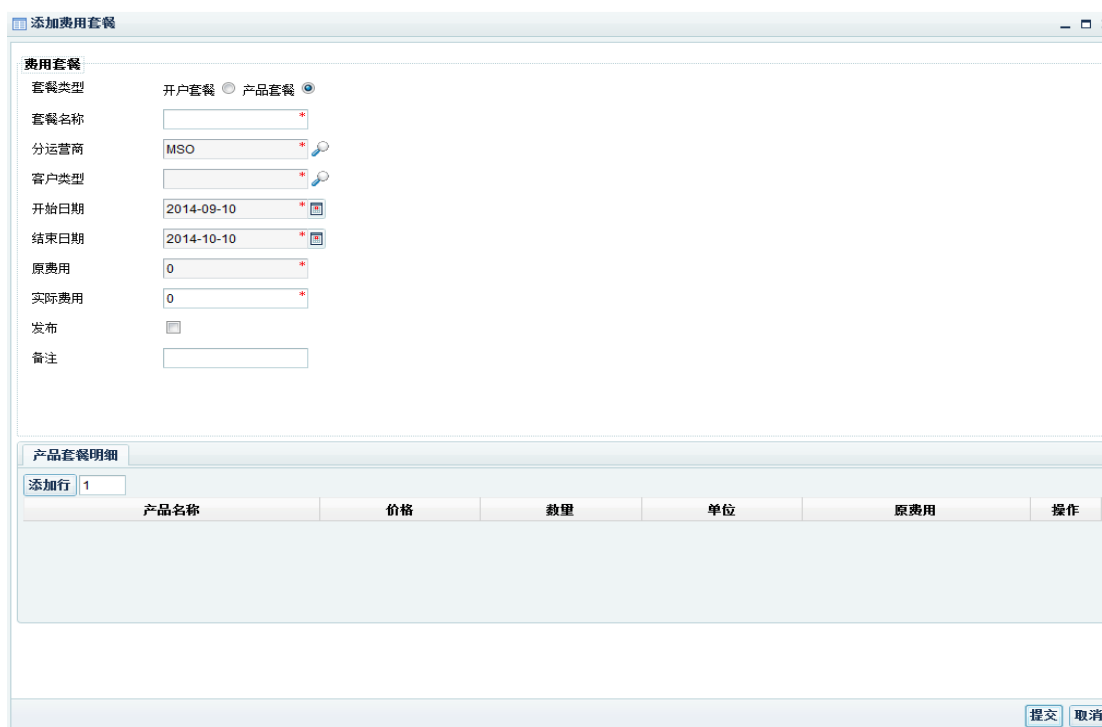 添加费用套餐
费用套餐
套餐类型 开户套餐 产品套餐
套餐名称 *
分运营商 MSO *
客户类型 *
开始日期 2014-09-10 *
结束日期 2014-10-10 *
原费用 0 *
实际费用 0 *
发布
备注
产品套餐明细
添加行 1
产品名称 价格 数里 单位 原费用 操作
提交 取消